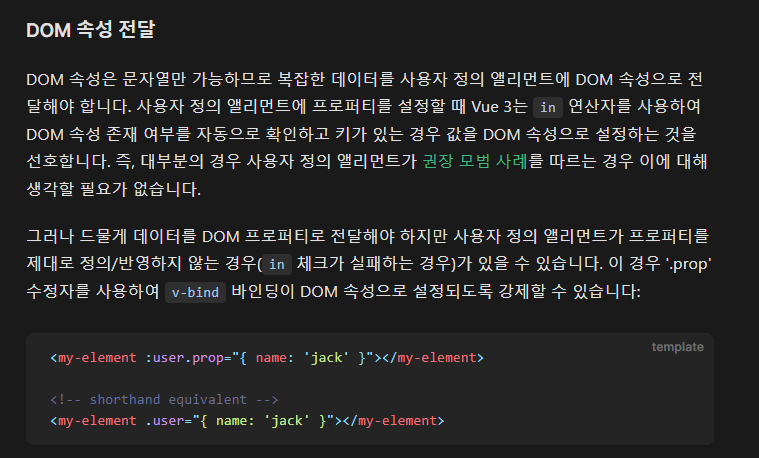 DOM 속성 전달
DOM 속성은 문자열만 가능하므로 복잡한 데이터를 사용자 정의 앨리먼트에 DOM 속성으로 전
달해야 합니다. 사용자 정의 앨리먼트에 프로퍼티를 설정할 때 Vue 3는 in 연산자를 사용하여
DOM 속성 존재 여부를 자동으로 확인하고 키가 있는 경우 값을 DOM 속성으로 설정하는 것을
선호합니다. 즉, 대부분의 경우 사용자 정의 앨리먼트가 권장 모범 사례를 따르는 경우 이에 대해
생각할 필요가 없습니다.
그러나 드물게 데이터를 DOM 프로퍼티로 전달해야 하지만 사용자 정의 앨리먼트가 프로퍼티를
제대로 정의/반영하지 않는 경우(in 체크가 실패하는 경우)가 있을 수 있습니다. 이 경우 '.prop'
수정자를 사용하여 v-bind 바인딩이 DOM 속성으로 설정되도록 강제할 수 있습니다:
template
<my-element :user.prop="{ name: 'jack' }"></my-element>
<!-- shorthand equivalent -->
<my-element .user="{ name: 'jack' }"></my-element>